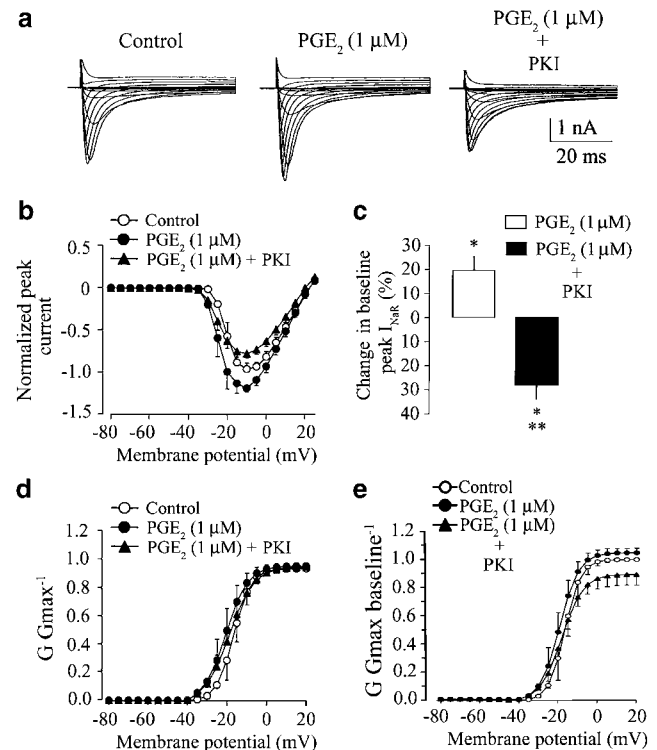 a
Control
PGE₂ (1 µM)
PGE₂ (1 µM)
+
PKI
1 nA
20 ms
b
Control
PGE₂ (1 µM)
PGE₂ (1 µM) + PKI
Normalized peak
current
0.5
0
-0.5
-1.0
-1.5
-80 -60 -40 -20 0 20
Membrane potential (mV)
c
PGE₂ (1 µM)
PGE₂ (1 µM)
+
PKI
Change in baseline
peak I_NaR (%)
30
20
10
0
10
20
30
40
*
*
**
d
Control
PGE₂ (1 µM)
PGE₂ (1 µM) + PKI
G Gmax⁻¹
1.2
1.0
0.8
0.6
0.4
0.2
0.0
-80 -60 -40 -20 0 20
Membrane potential (mV)
e
Control
PGE₂ (1 µM)
PGE₂ (1 µM)
+
PKI
G Gmax baseline⁻¹
1.2
1.0
0.8
0.6
0.4
0.2
0.0
-80 -60 -40 -20 0 20
Membrane potential (mV)